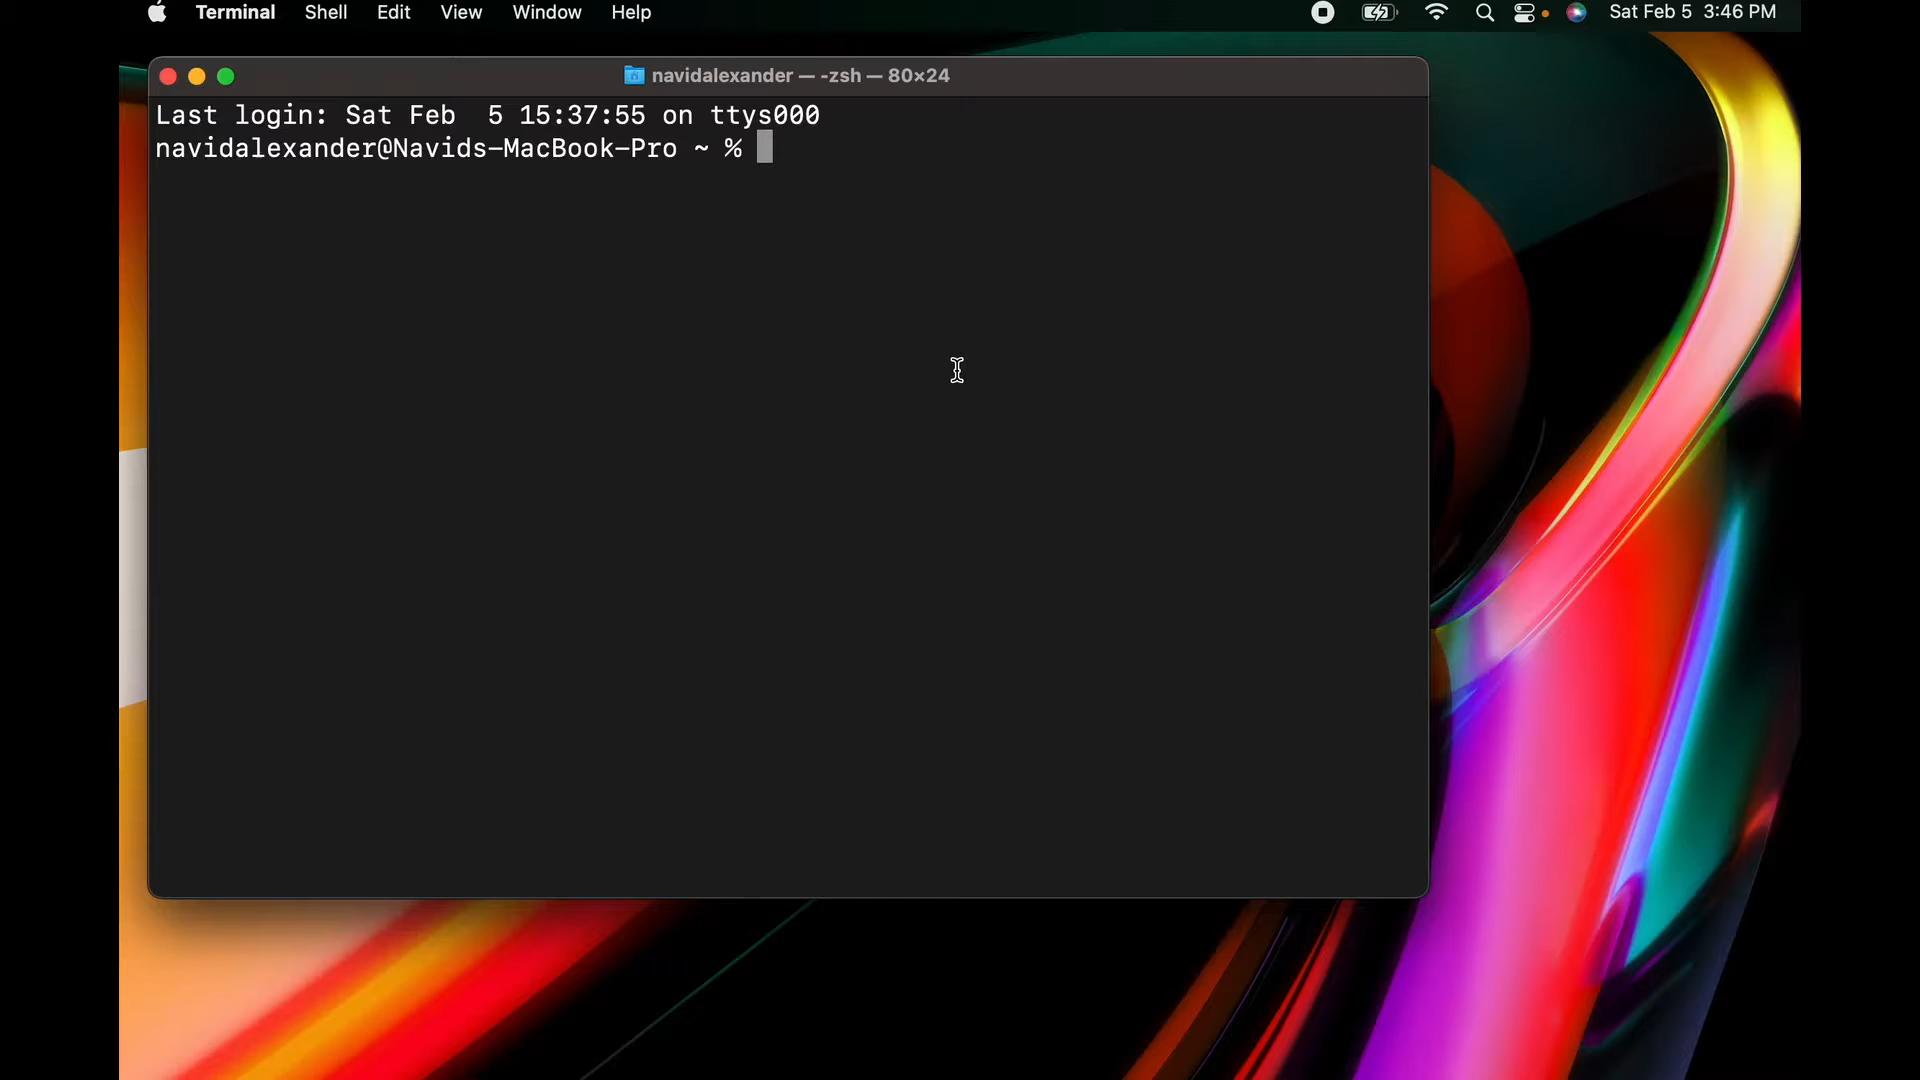 Terminal Shell Edit View Window Help Sat Feb 5 3:46 PM
navidalexander — -zsh — 80×24
Last login: Sat Feb  5 15:37:55 on ttys000
navidalexander@Navids-MacBook-Pro ~ %